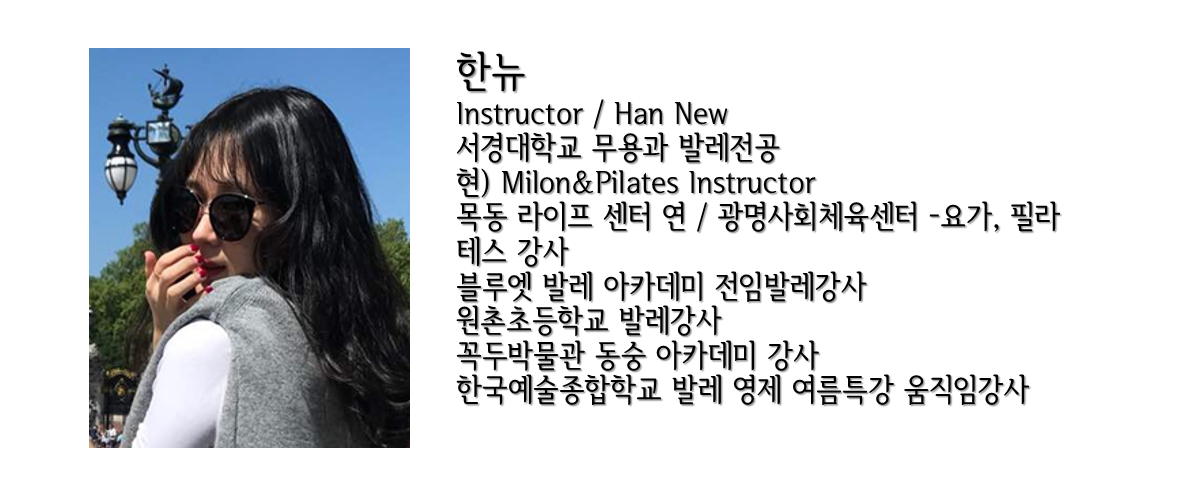 한뉴
Instructor / Han New
서경대학교 무용과 발레전공
현) Milon&Pilates Instructor
목동 라이프 센터 연 / 광명사회체육센터 -요가, 필라
테스 강사
블루엣 발레 아카데미 전임발레강사
원촌초등학교 발레강사
꼭두박물관 동숭 아카데미 강사
한국예술종합학교 발레 영제 여름특강 움직임강사